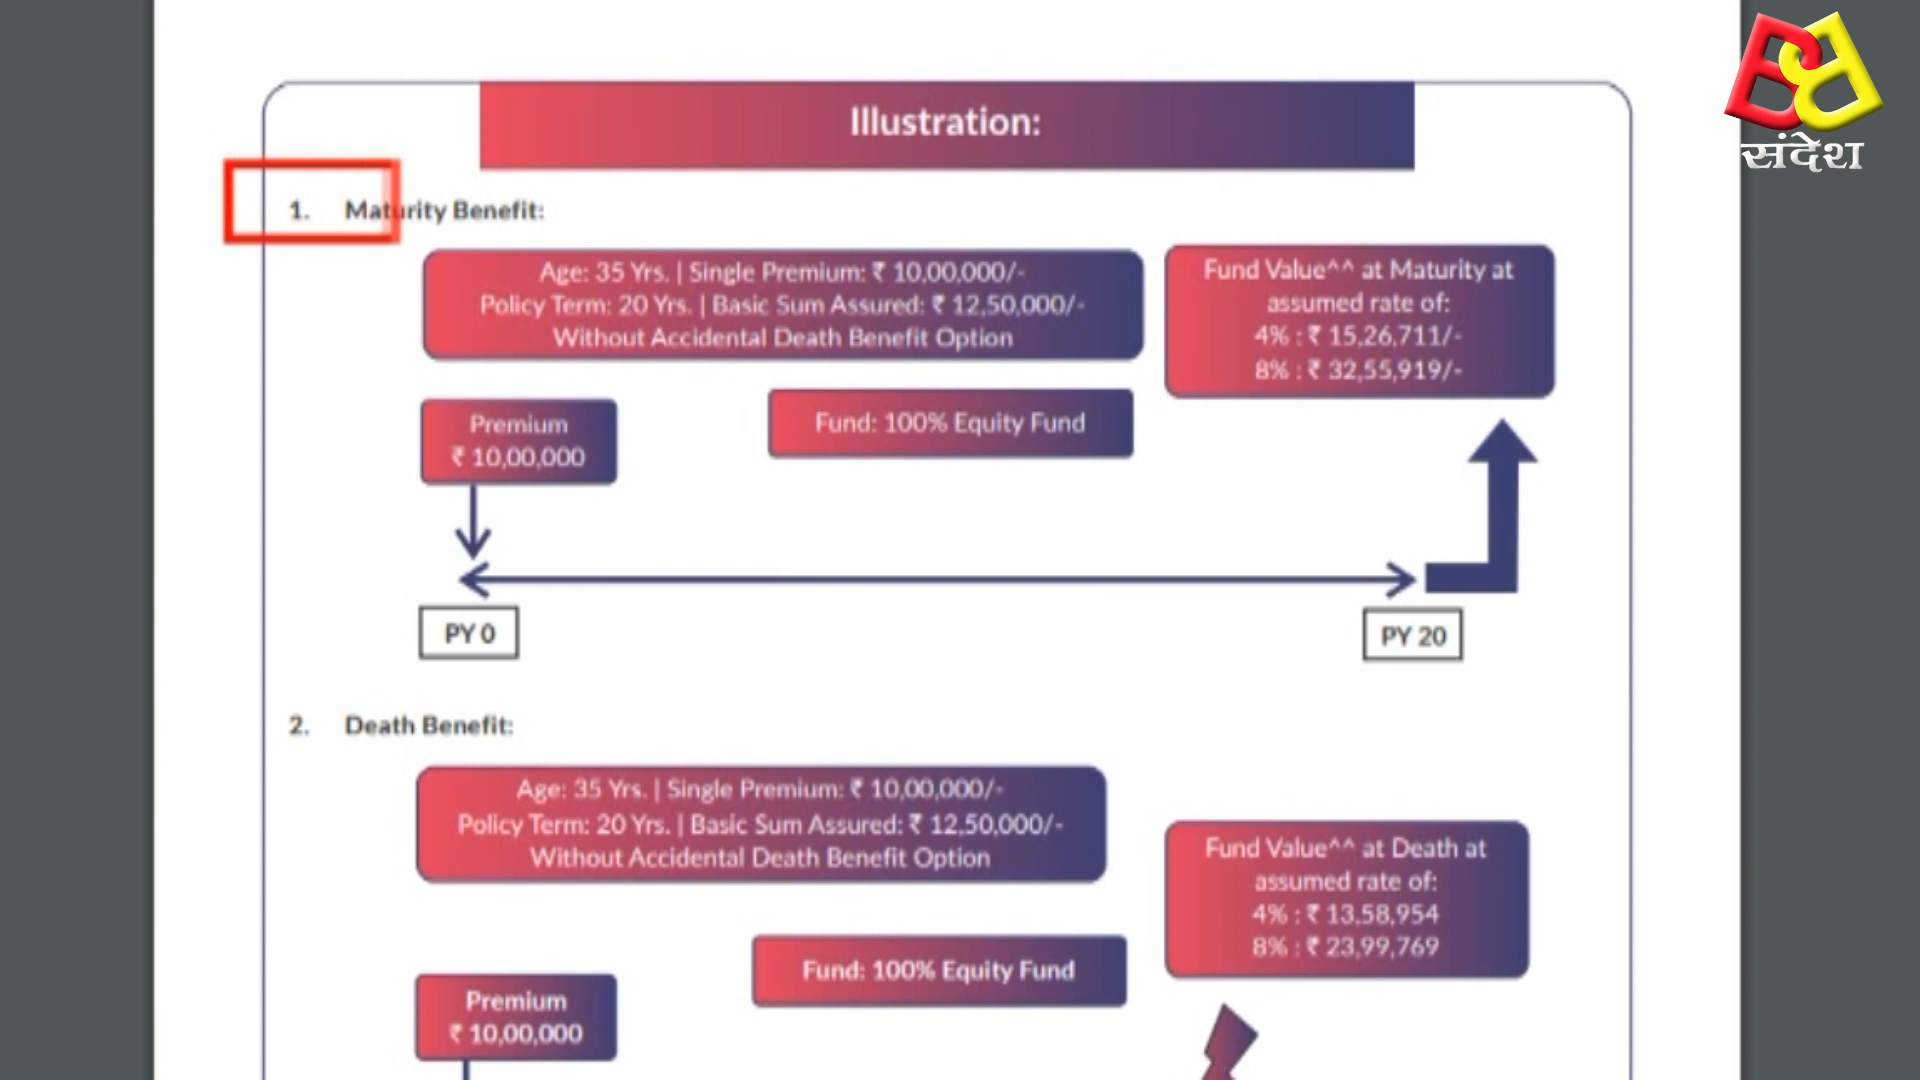 Illustration:
संदेश
1. Maturity Benefit:
Age: 35 Yrs. | Single Premium: ₹ 10,00,000/-
Policy Term: 20 Yrs. | Basic Sum Assured: ₹ 12,50,000/-
Without Accidental Death Benefit Option
Fund Value^^ at Maturity at
assumed rate of:
4% : ₹ 15,26,711/-
8% : ₹ 32,55,919/-
Premium
₹ 10,00,000
Fund: 100% Equity Fund
PY 0
PY 20
2. Death Benefit:
Age: 35 Yrs. | Single Premium: ₹ 10,00,000/-
Policy Term: 20 Yrs. | Basic Sum Assured: ₹ 12,50,000/-
Without Accidental Death Benefit Option
Fund Value^^ at Death at
assumed rate of:
4% : ₹ 13,58,954
8% : ₹ 23,99,769
Fund: 100% Equity Fund
Premium
₹ 10,00,000